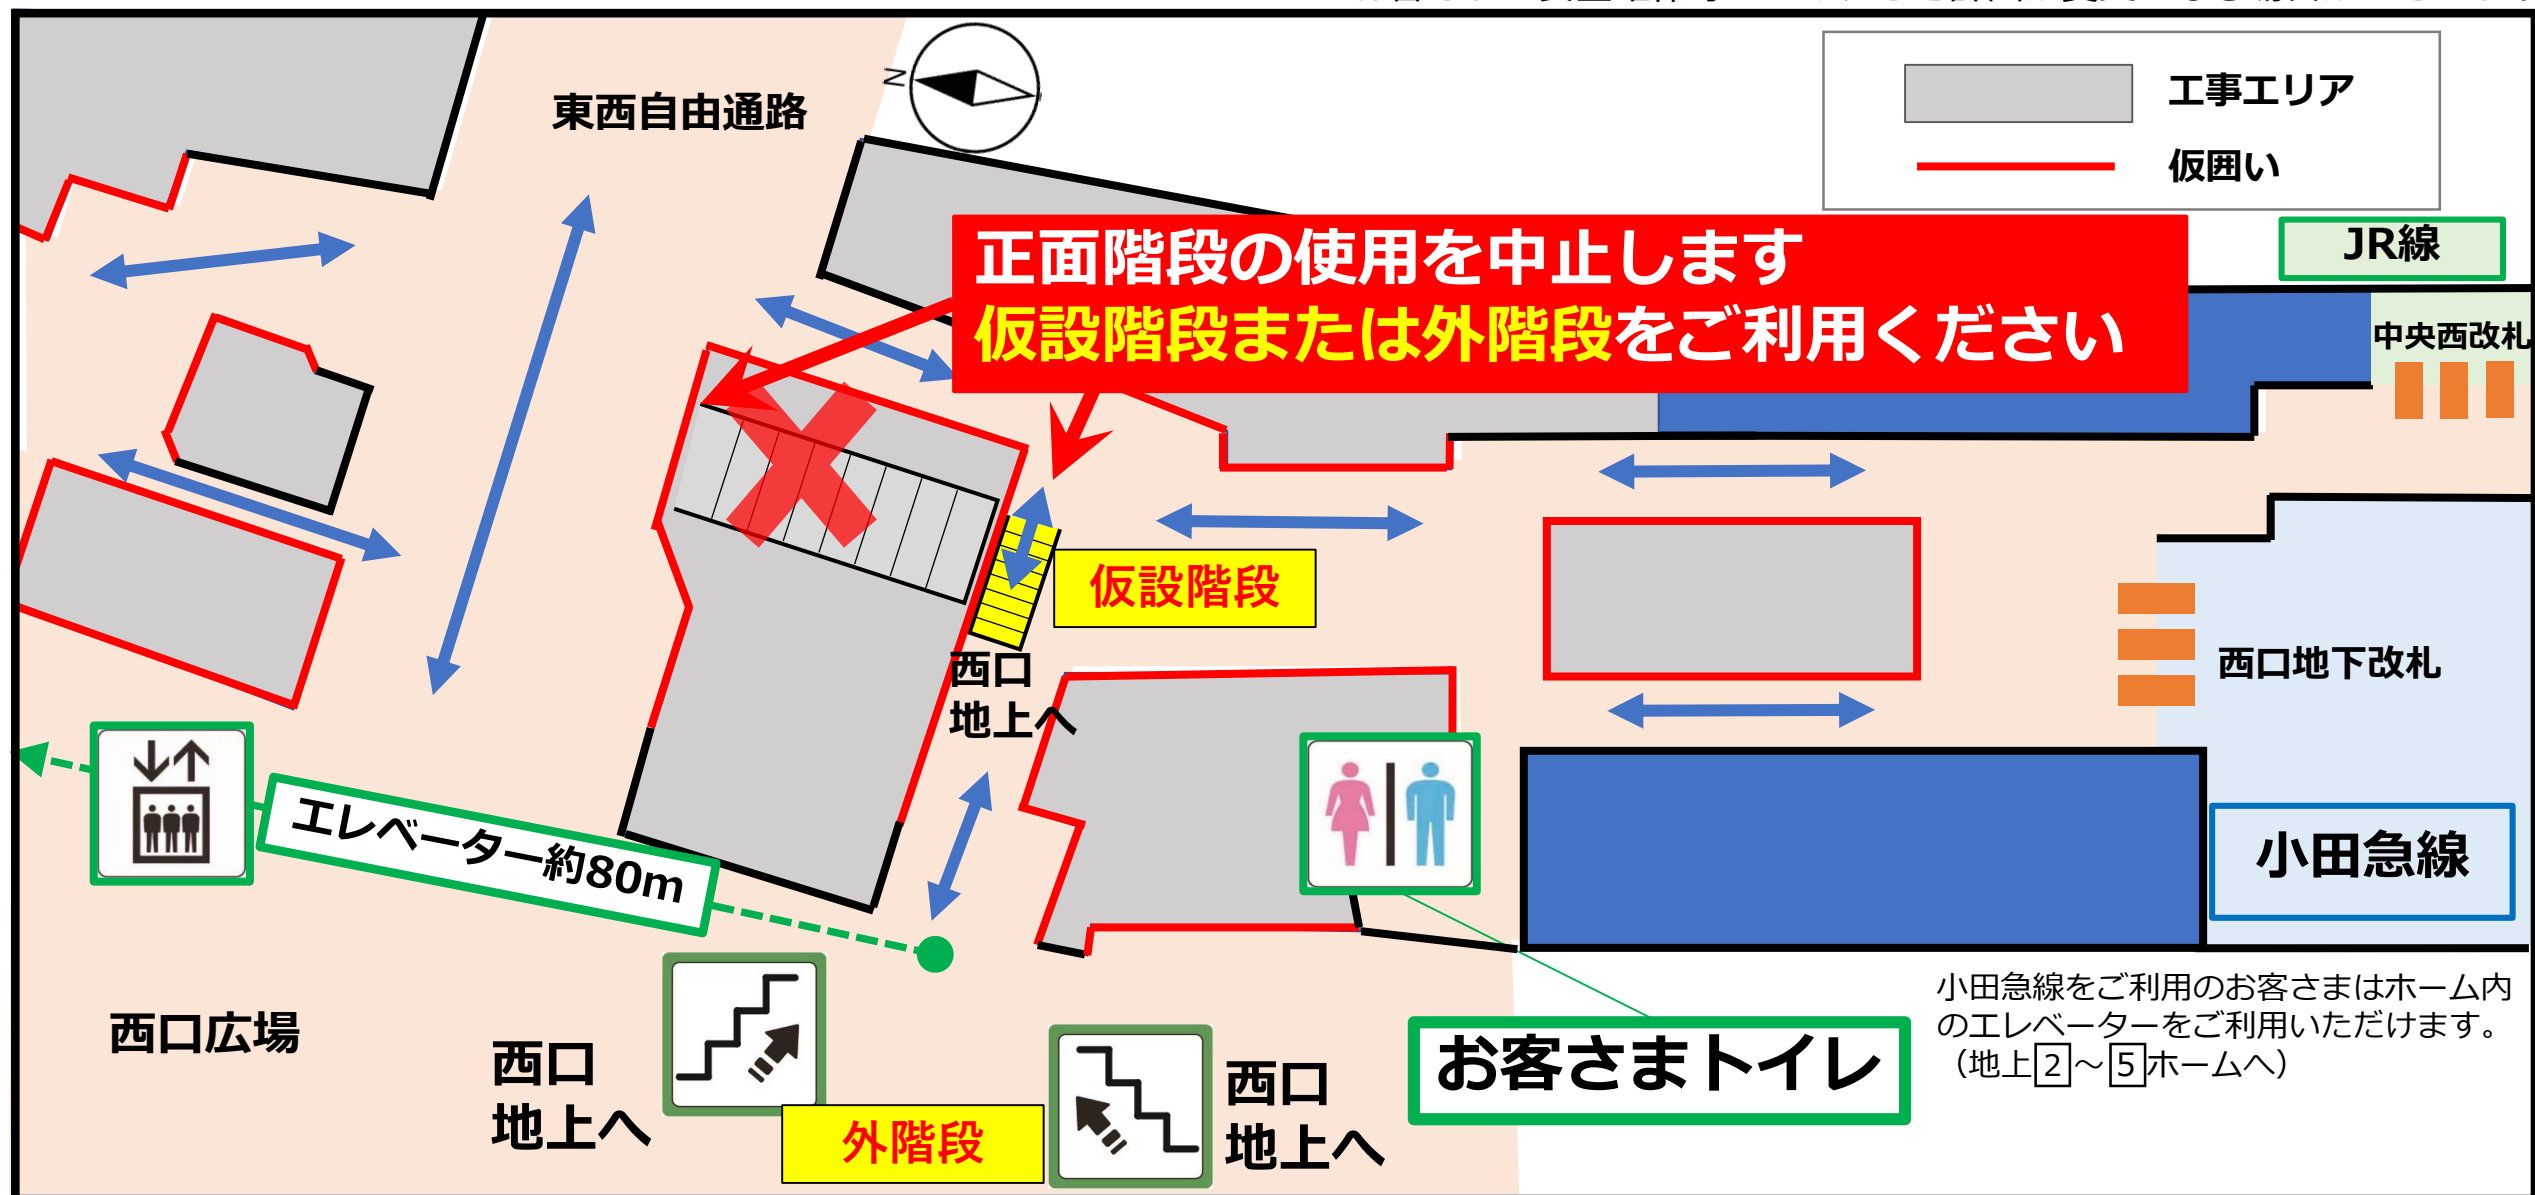 東西自由通路
N
工事エリア
仮囲い
JR線
正面階段の使用を中止します
仮設階段または外階段をご利用ください
中央西改札
仮設階段
西口
地上へ
西口地下改札
エレベーター約80m
小田急線
西口広場
西口
地上へ
外階段
西口
地上へ
お客さまトイレ
小田急線をご利用のお客さまはホーム内
のエレベーターをご利用いただけます。
（地上2～5ホームへ）